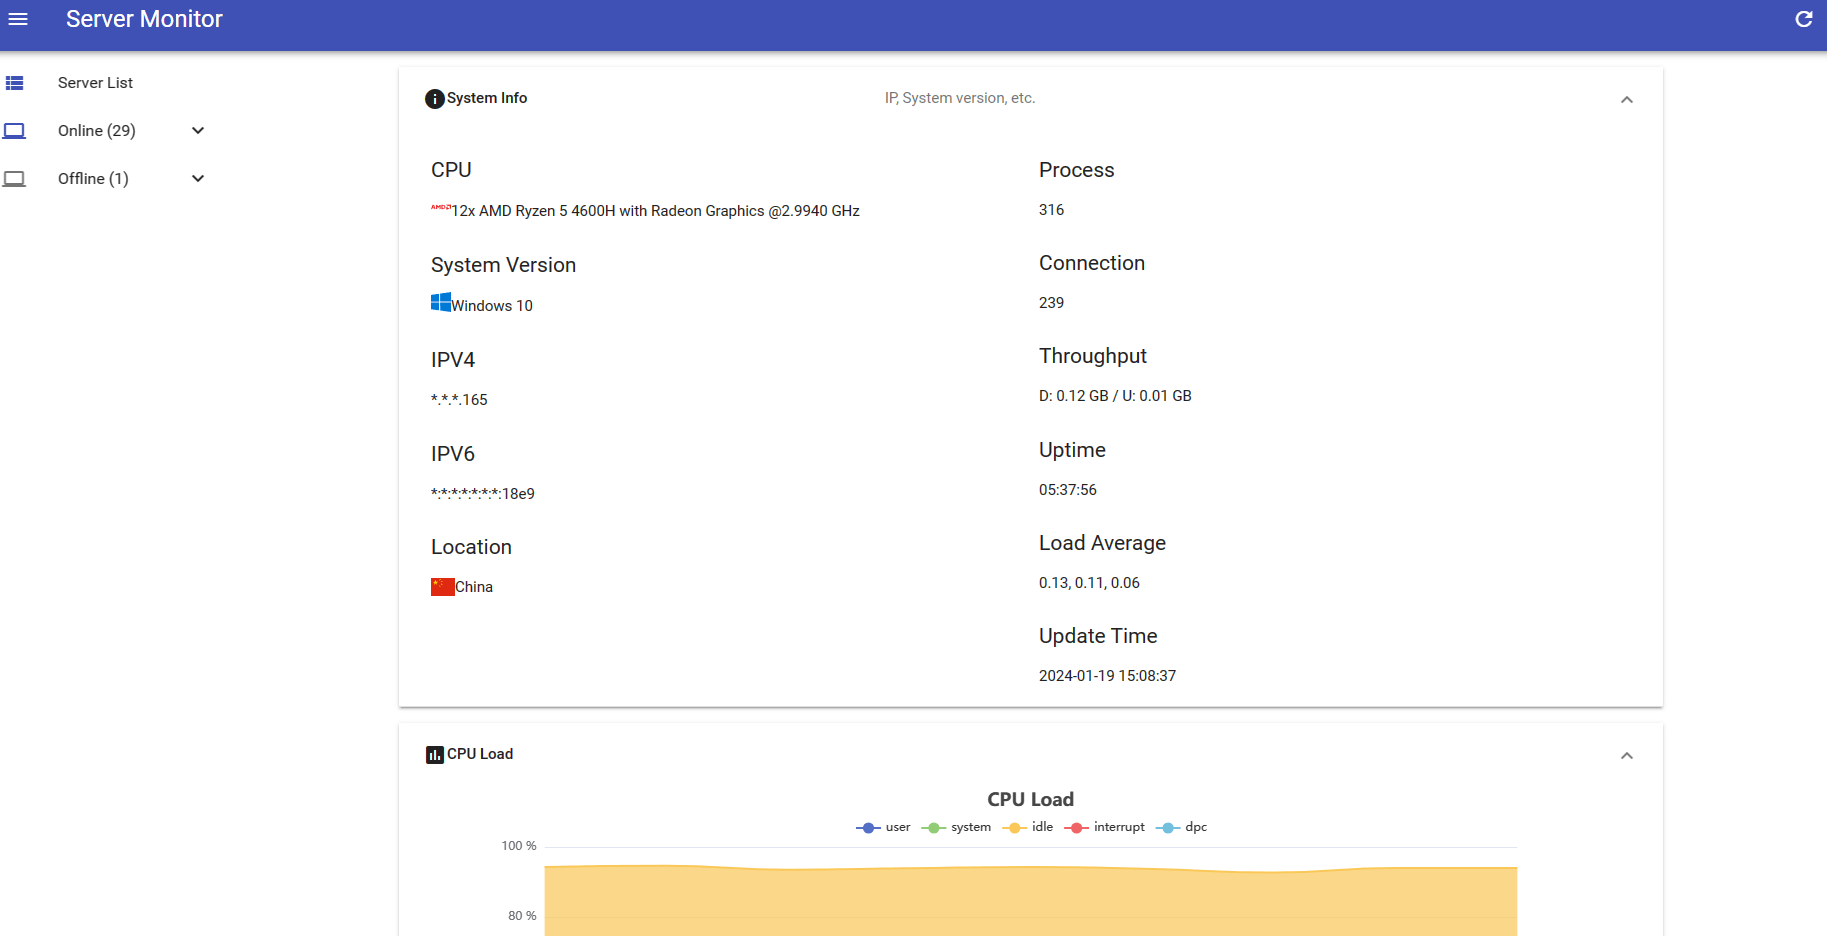 Server Monitor
Server List
Online (29)
Offline (1)
System Info
IP, System version, etc.
CPU
AMD 12x AMD Ryzen 5 4600H with Radeon Graphics @2.9940 GHz
System Version
Windows 10
IPV4
*.*.*.165
IPV6
*:*:*:*:*:*:*:18e9
Location
China
Process
316
Connection
239
Throughput
D: 0.12 GB / U: 0.01 GB
Uptime
05:37:56
Load Average
0.13, 0.11, 0.06
Update Time
2024-01-19 15:08:37
CPU Load
CPU Load
user system idle interrupt dpc
100 %
80 %